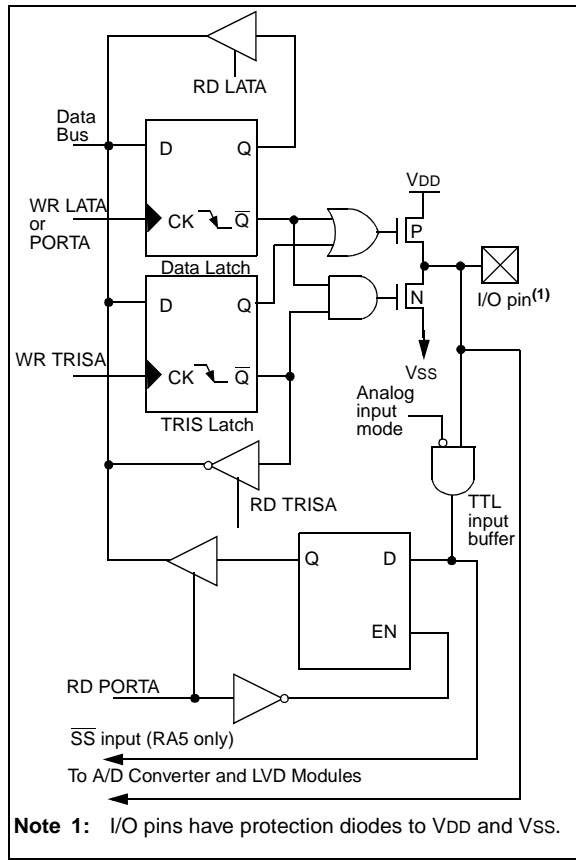 RD LATA
Data
Bus
D Q
VDD
WR LATA
or
PORTA
CK Q̅
P
Data Latch
I/O pin(1)
D Q
N
WR TRISA
CK Q̅
VSS
TRIS Latch
Analog
input
mode
RD TRISA
TTL
input
buffer
Q D
EN
RD PORTA
S̅S̅ input (RA5 only)
To A/D Converter and LVD Modules
Note 1: I/O pins have protection diodes to VDD and VSS.